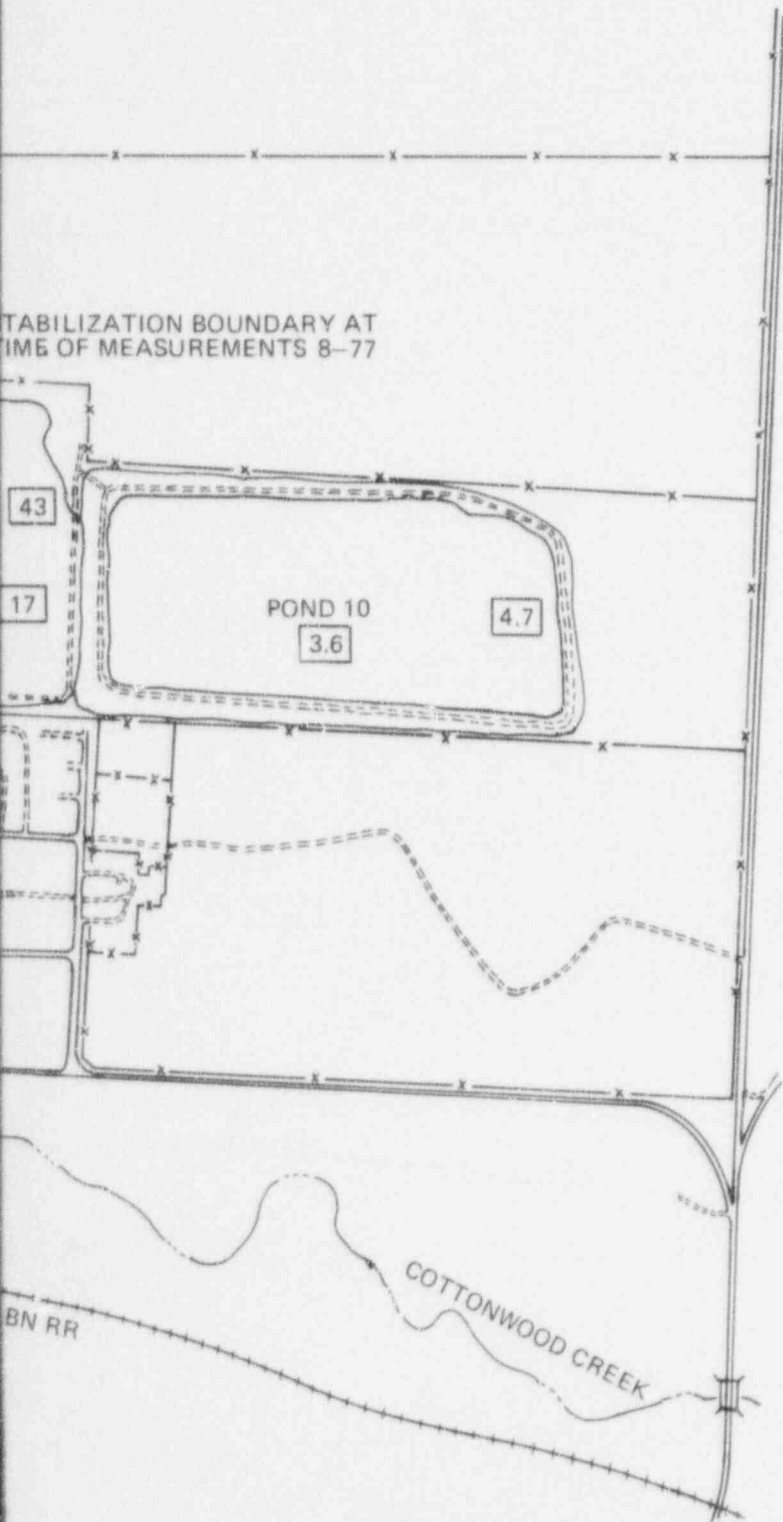 TABILIZATION BOUNDARY AT
IME OF MEASUREMENTS 8–77
43
17
POND 10
3.6
4.7
COTTONWOOD CREEK
BN RR